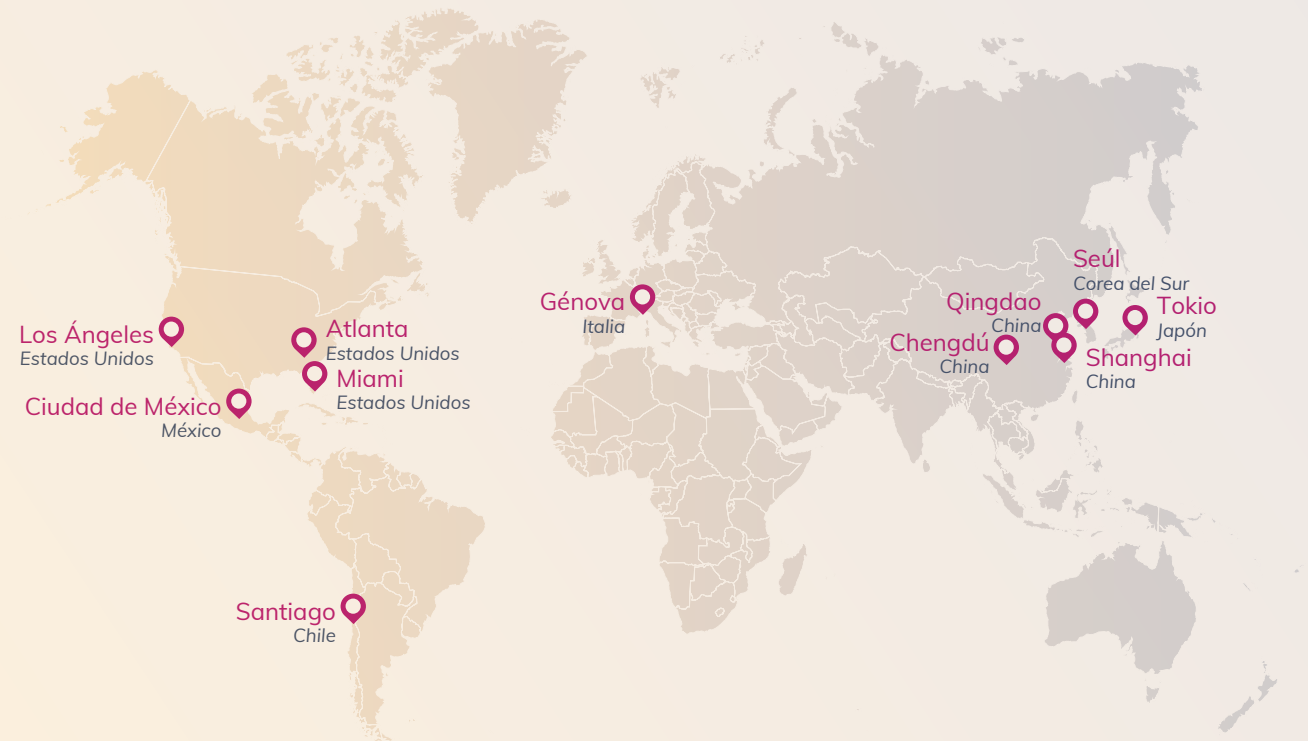 Seúl
Corea del Sur
Génova
Italia
Qingdao
China
Tokio
Japón
Los Ángeles
Estados Unidos
Atlanta
Estados Unidos
Chengdú
China
Shanghai
China
Miami
Estados Unidos
Ciudad de México
México
Santiago
Chile